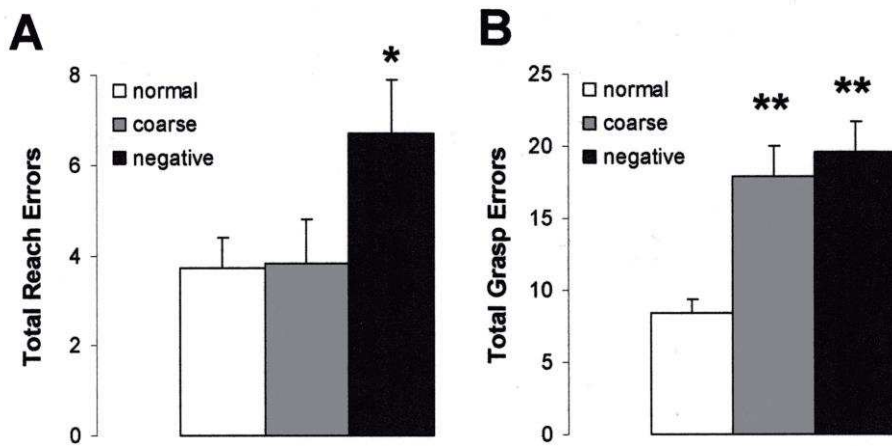 A
Total Reach Errors
8
6
4
2
0
normal
coarse
negative
*
B
Total Grasp Errors
25
20
15
10
5
0
normal
coarse
negative
**
**